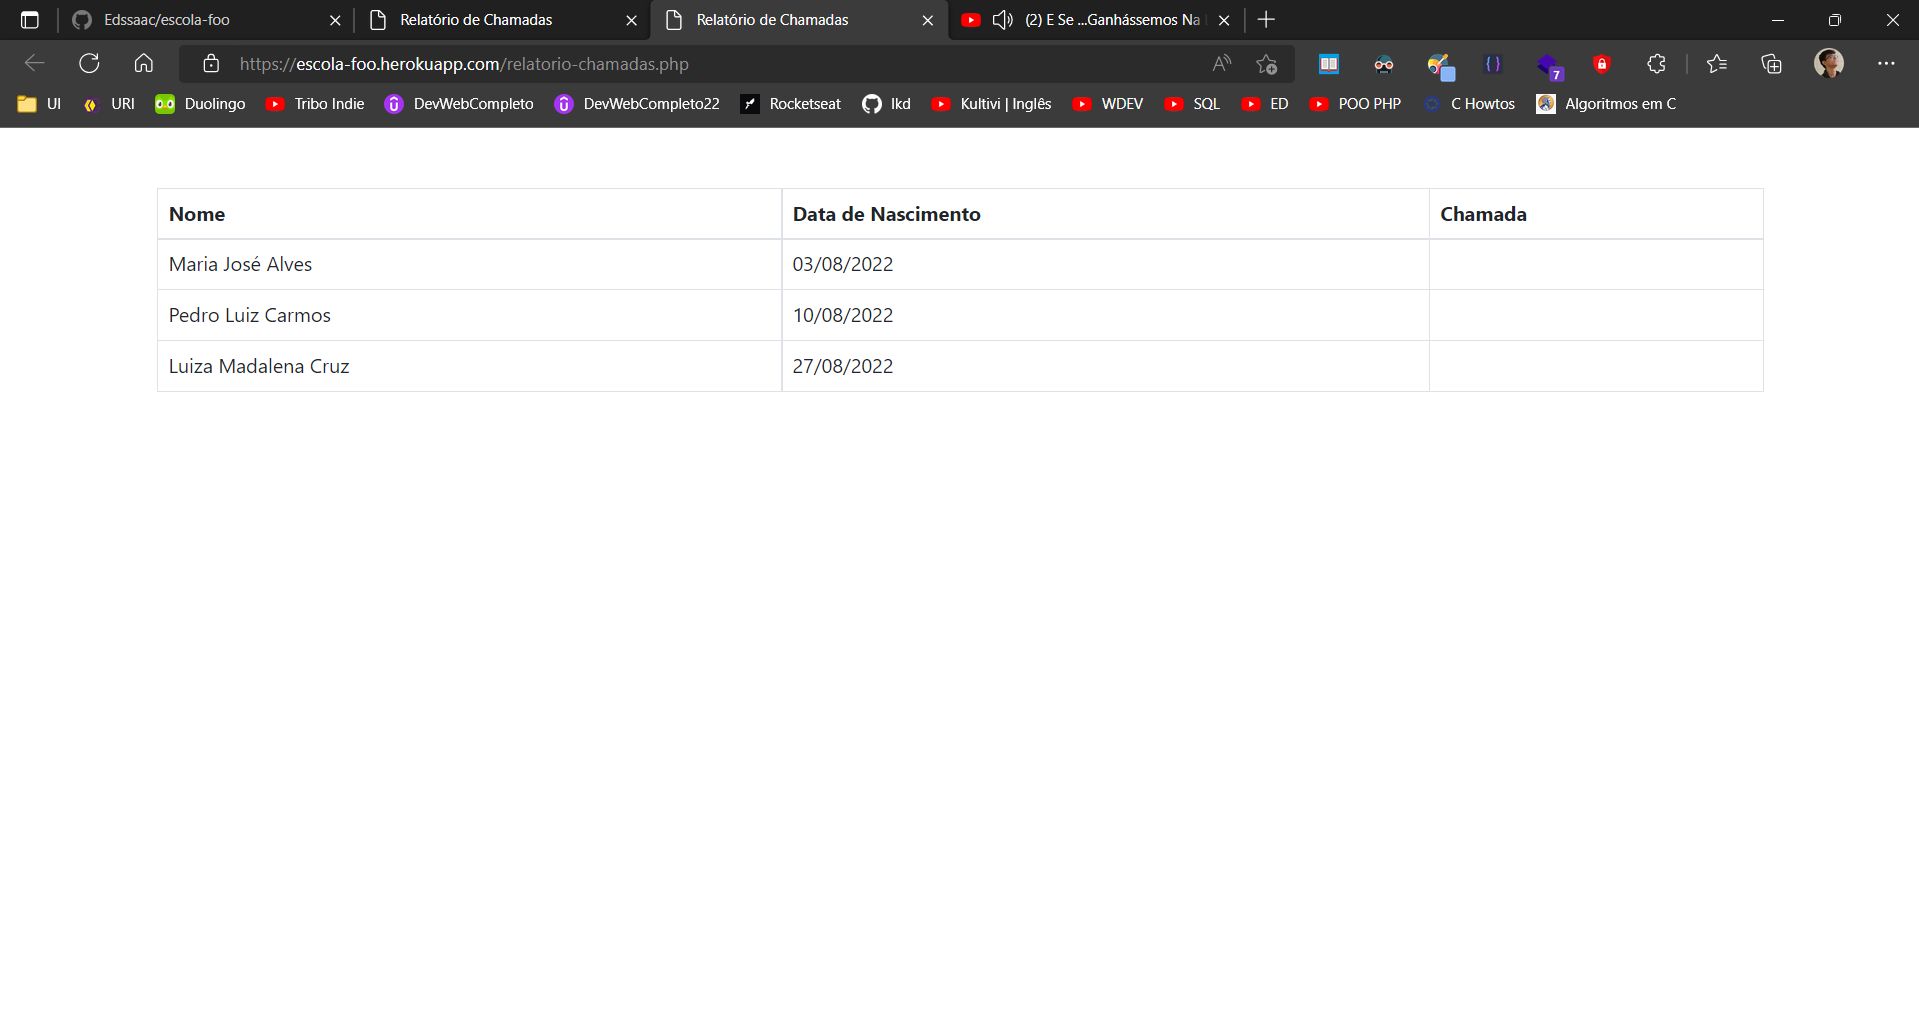 Edssaac/escola-foo
Relatório de Chamadas
Relatório de Chamadas
(2) E Se ...Ganhássemos Na
https://escola-foo.herokuapp.com/relatorio-chamadas.php
7
UI
URI
Duolingo
Tribo Indie
DevWebCompleto
DevWebCompleto22
Rocketseat
lkd
Kultivi | Inglês
WDEV
SQL
ED
POO PHP
C Howtos
Algoritmos em C
Nome Data de Nascimento Chamada
Maria José Alves 03/08/2022
Pedro Luiz Carmos 10/08/2022
Luiza Madalena Cruz 27/08/2022